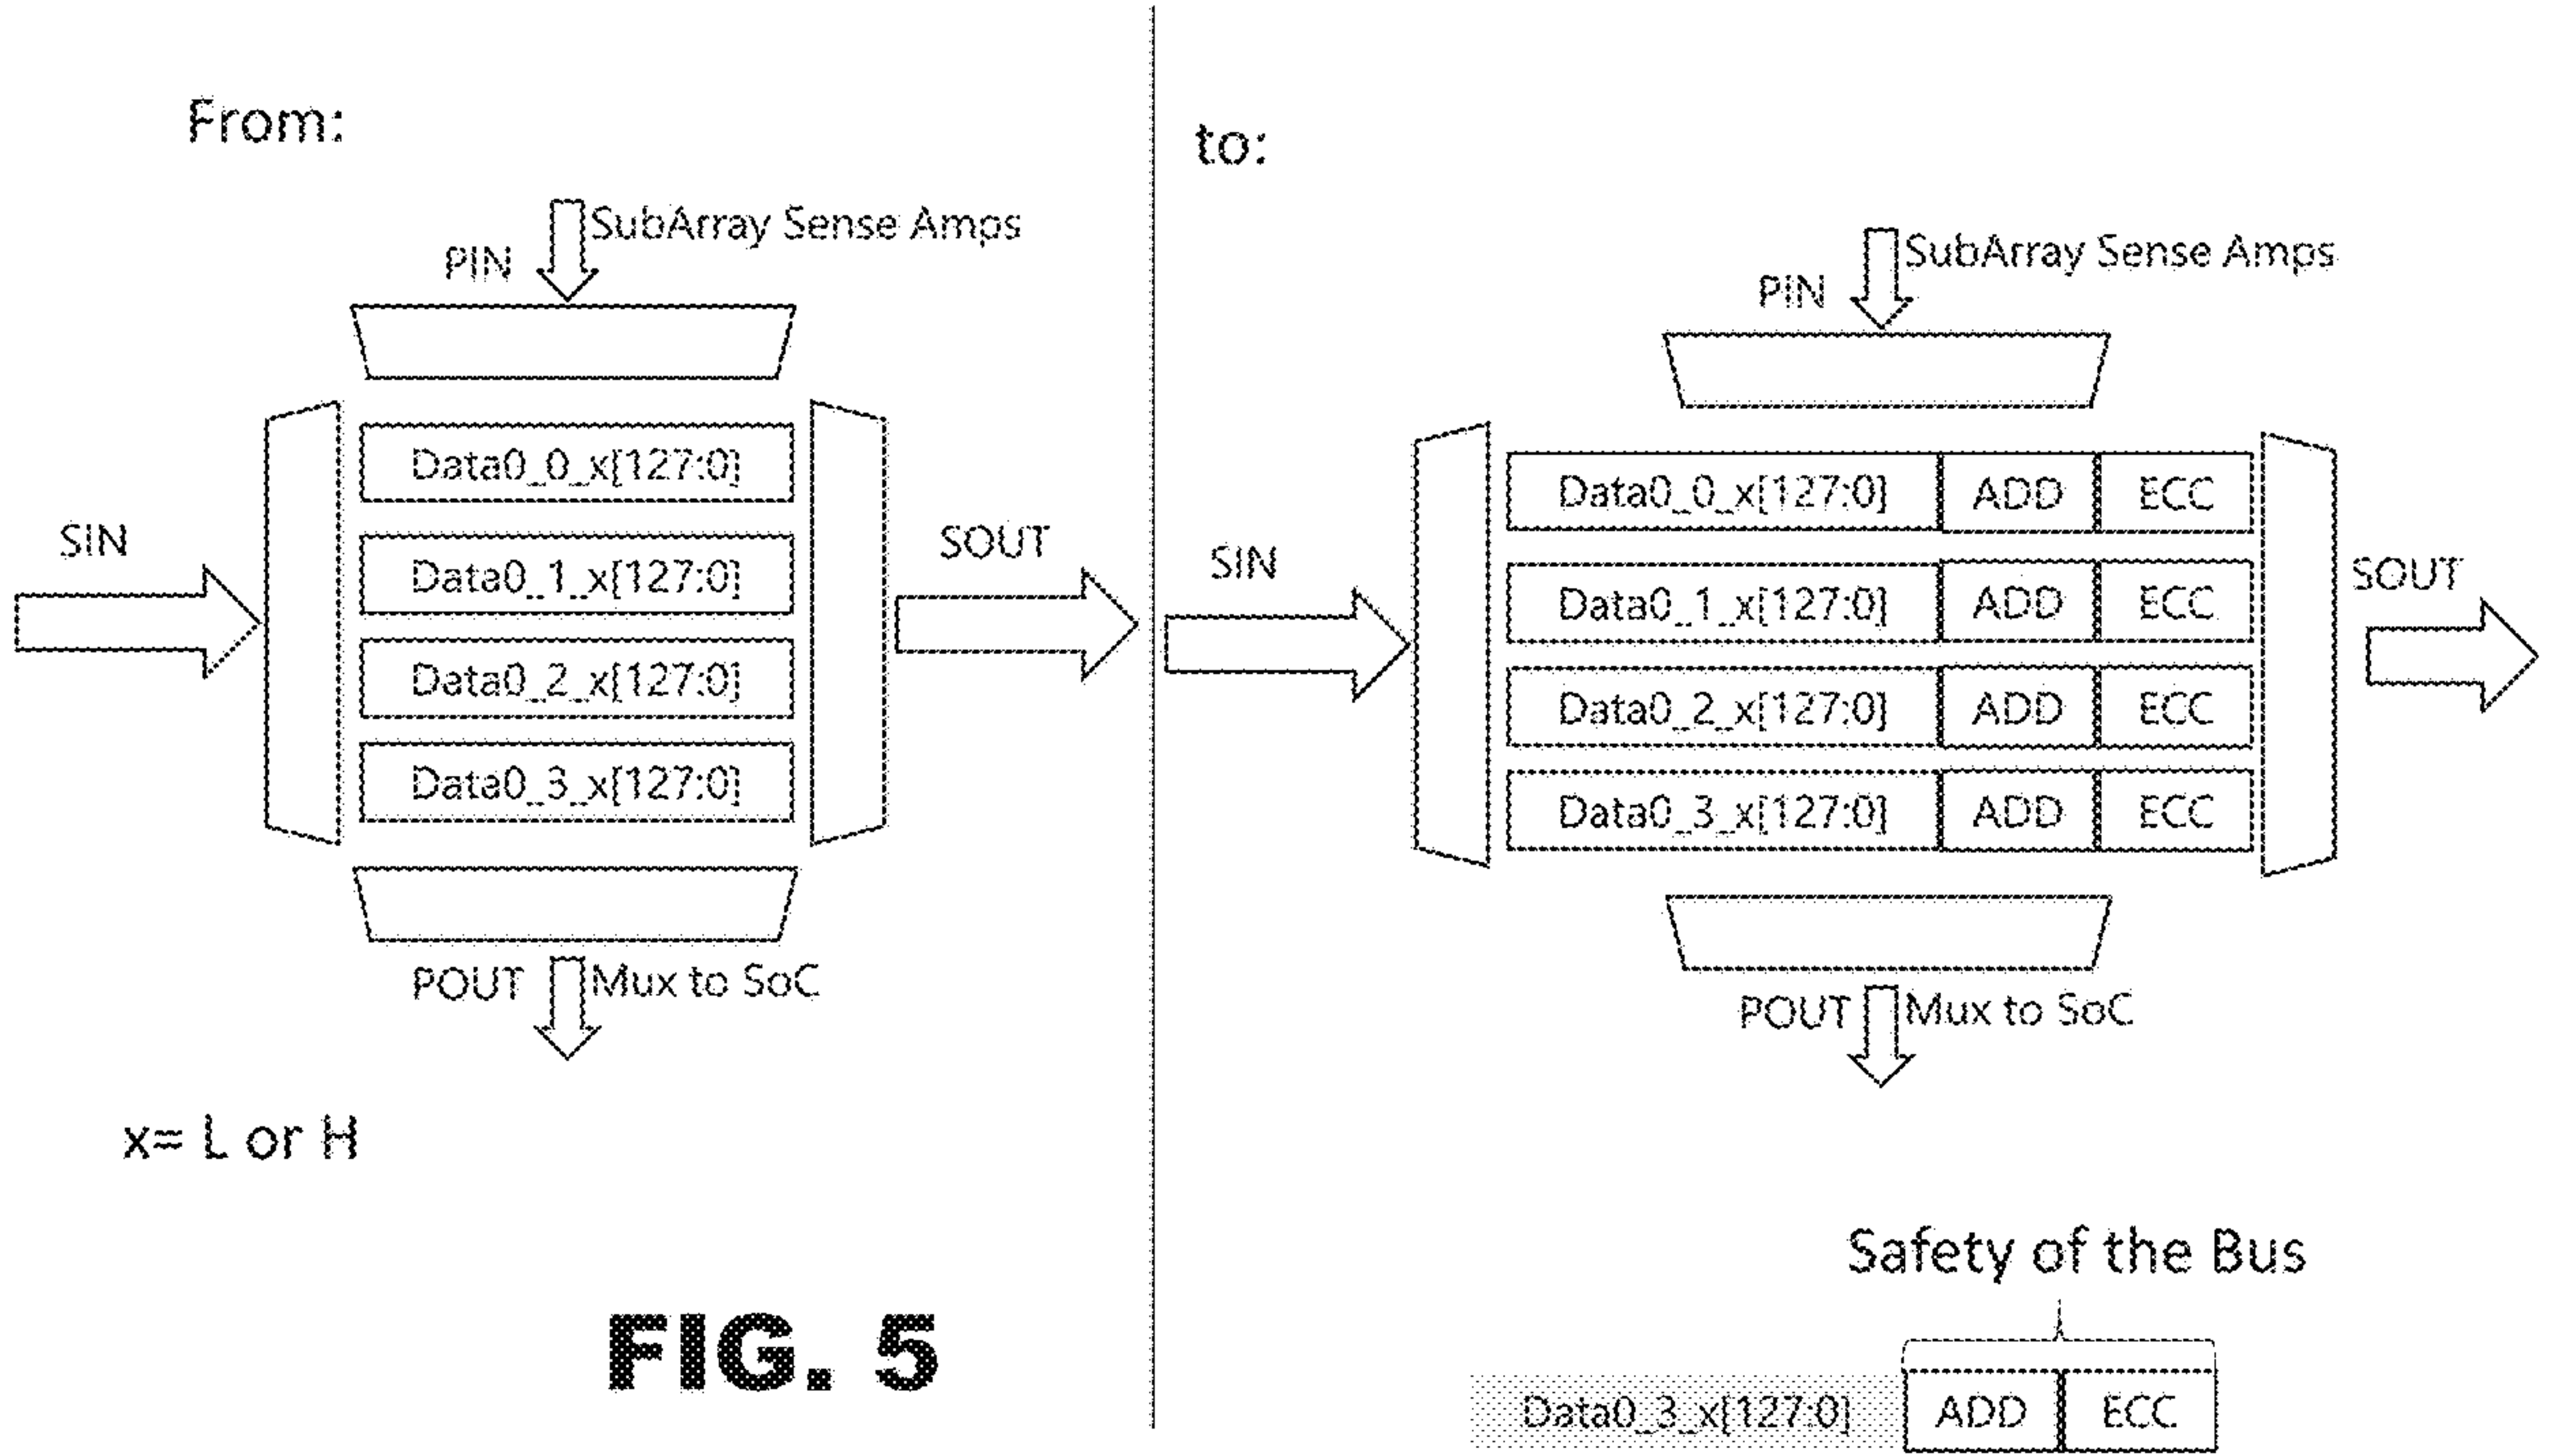 From:
SubArray Sense Amps
PIN
Data0_0_x[127:0]
Data0_1_x[127:0]
Data0_2_x[127:0]
Data0_3_x[127:0]
SIN
SOUT
POUT
Mux to SoC
x= L or H
FIG. 5
to:
SubArray Sense Amps
PIN
Data0_0_x[127:0] ADD ECC
Data0_1_x[127:0] ADD ECC
Data0_2_x[127:0] ADD ECC
Data0_3_x[127:0] ADD ECC
SIN
SOUT
POUT
Mux to SoC
Safety of the Bus
Data0_3_x[127:0] ADD ECC